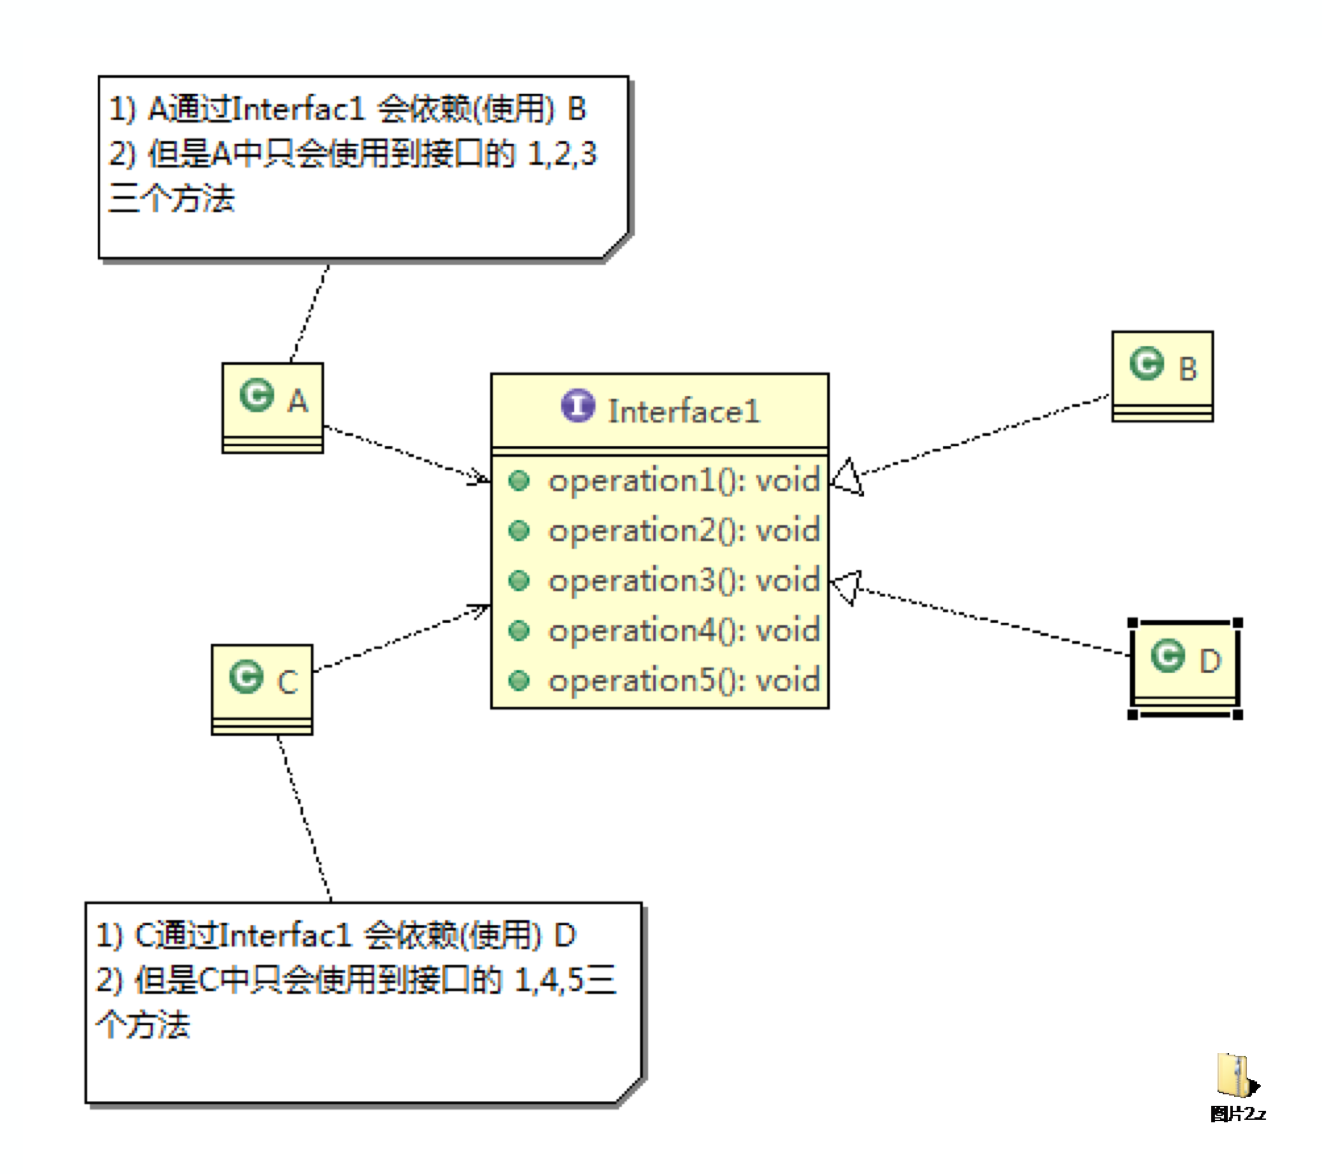 1) A通过Interfac1 会依赖(使用) B
2) 但是A中只会使用到接口的 1,2,3
三个方法
A
B
Interface1
operation1(): void
operation2(): void
operation3(): void
operation4(): void
operation5(): void
C
D
1) C通过Interfac1 会依赖(使用) D
2) 但是C中只会使用到接口的 1,4,5三
个方法
图片2.z